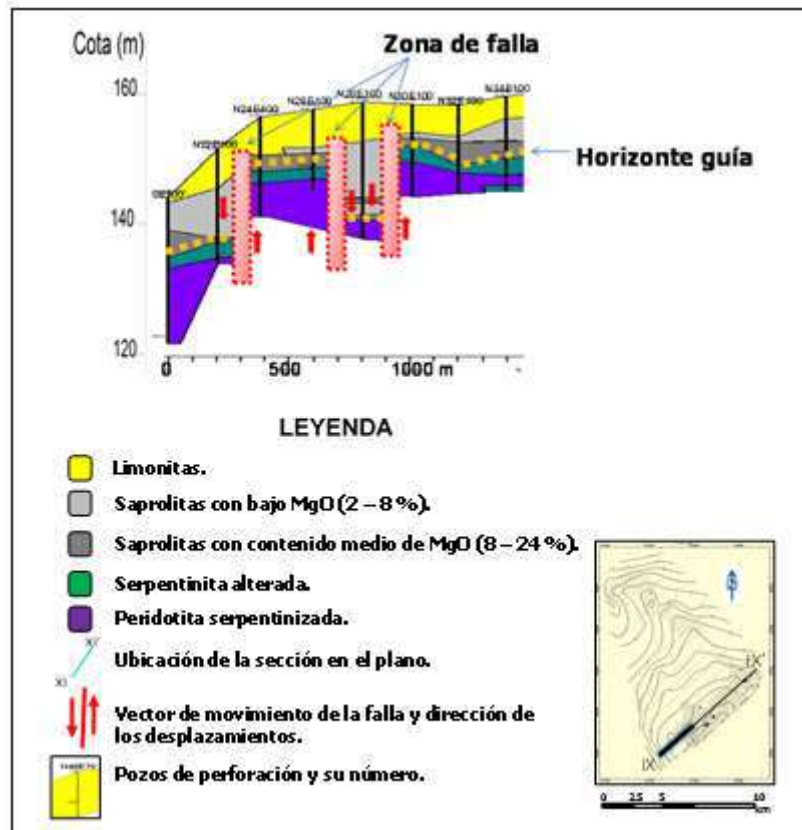 Cota (m)
Zona de falla
160
140
120
Horizonte guía
0
500
1000 m
LEYENDA
Limonitas.
Saprolitas con bajo MgO (2 – 8 %).
Saprolitas con contenido medio de MgO (8 – 24 %).
Serpentinita alterada.
Peridotita serpentinizada.
XI
XI'
Ubicación de la sección en el plano.
Vector de movimiento de la falla y dirección de
los desplazamientos.
Pozos de perforación y su número.
IX'
IX
0 2.5 5 10
km